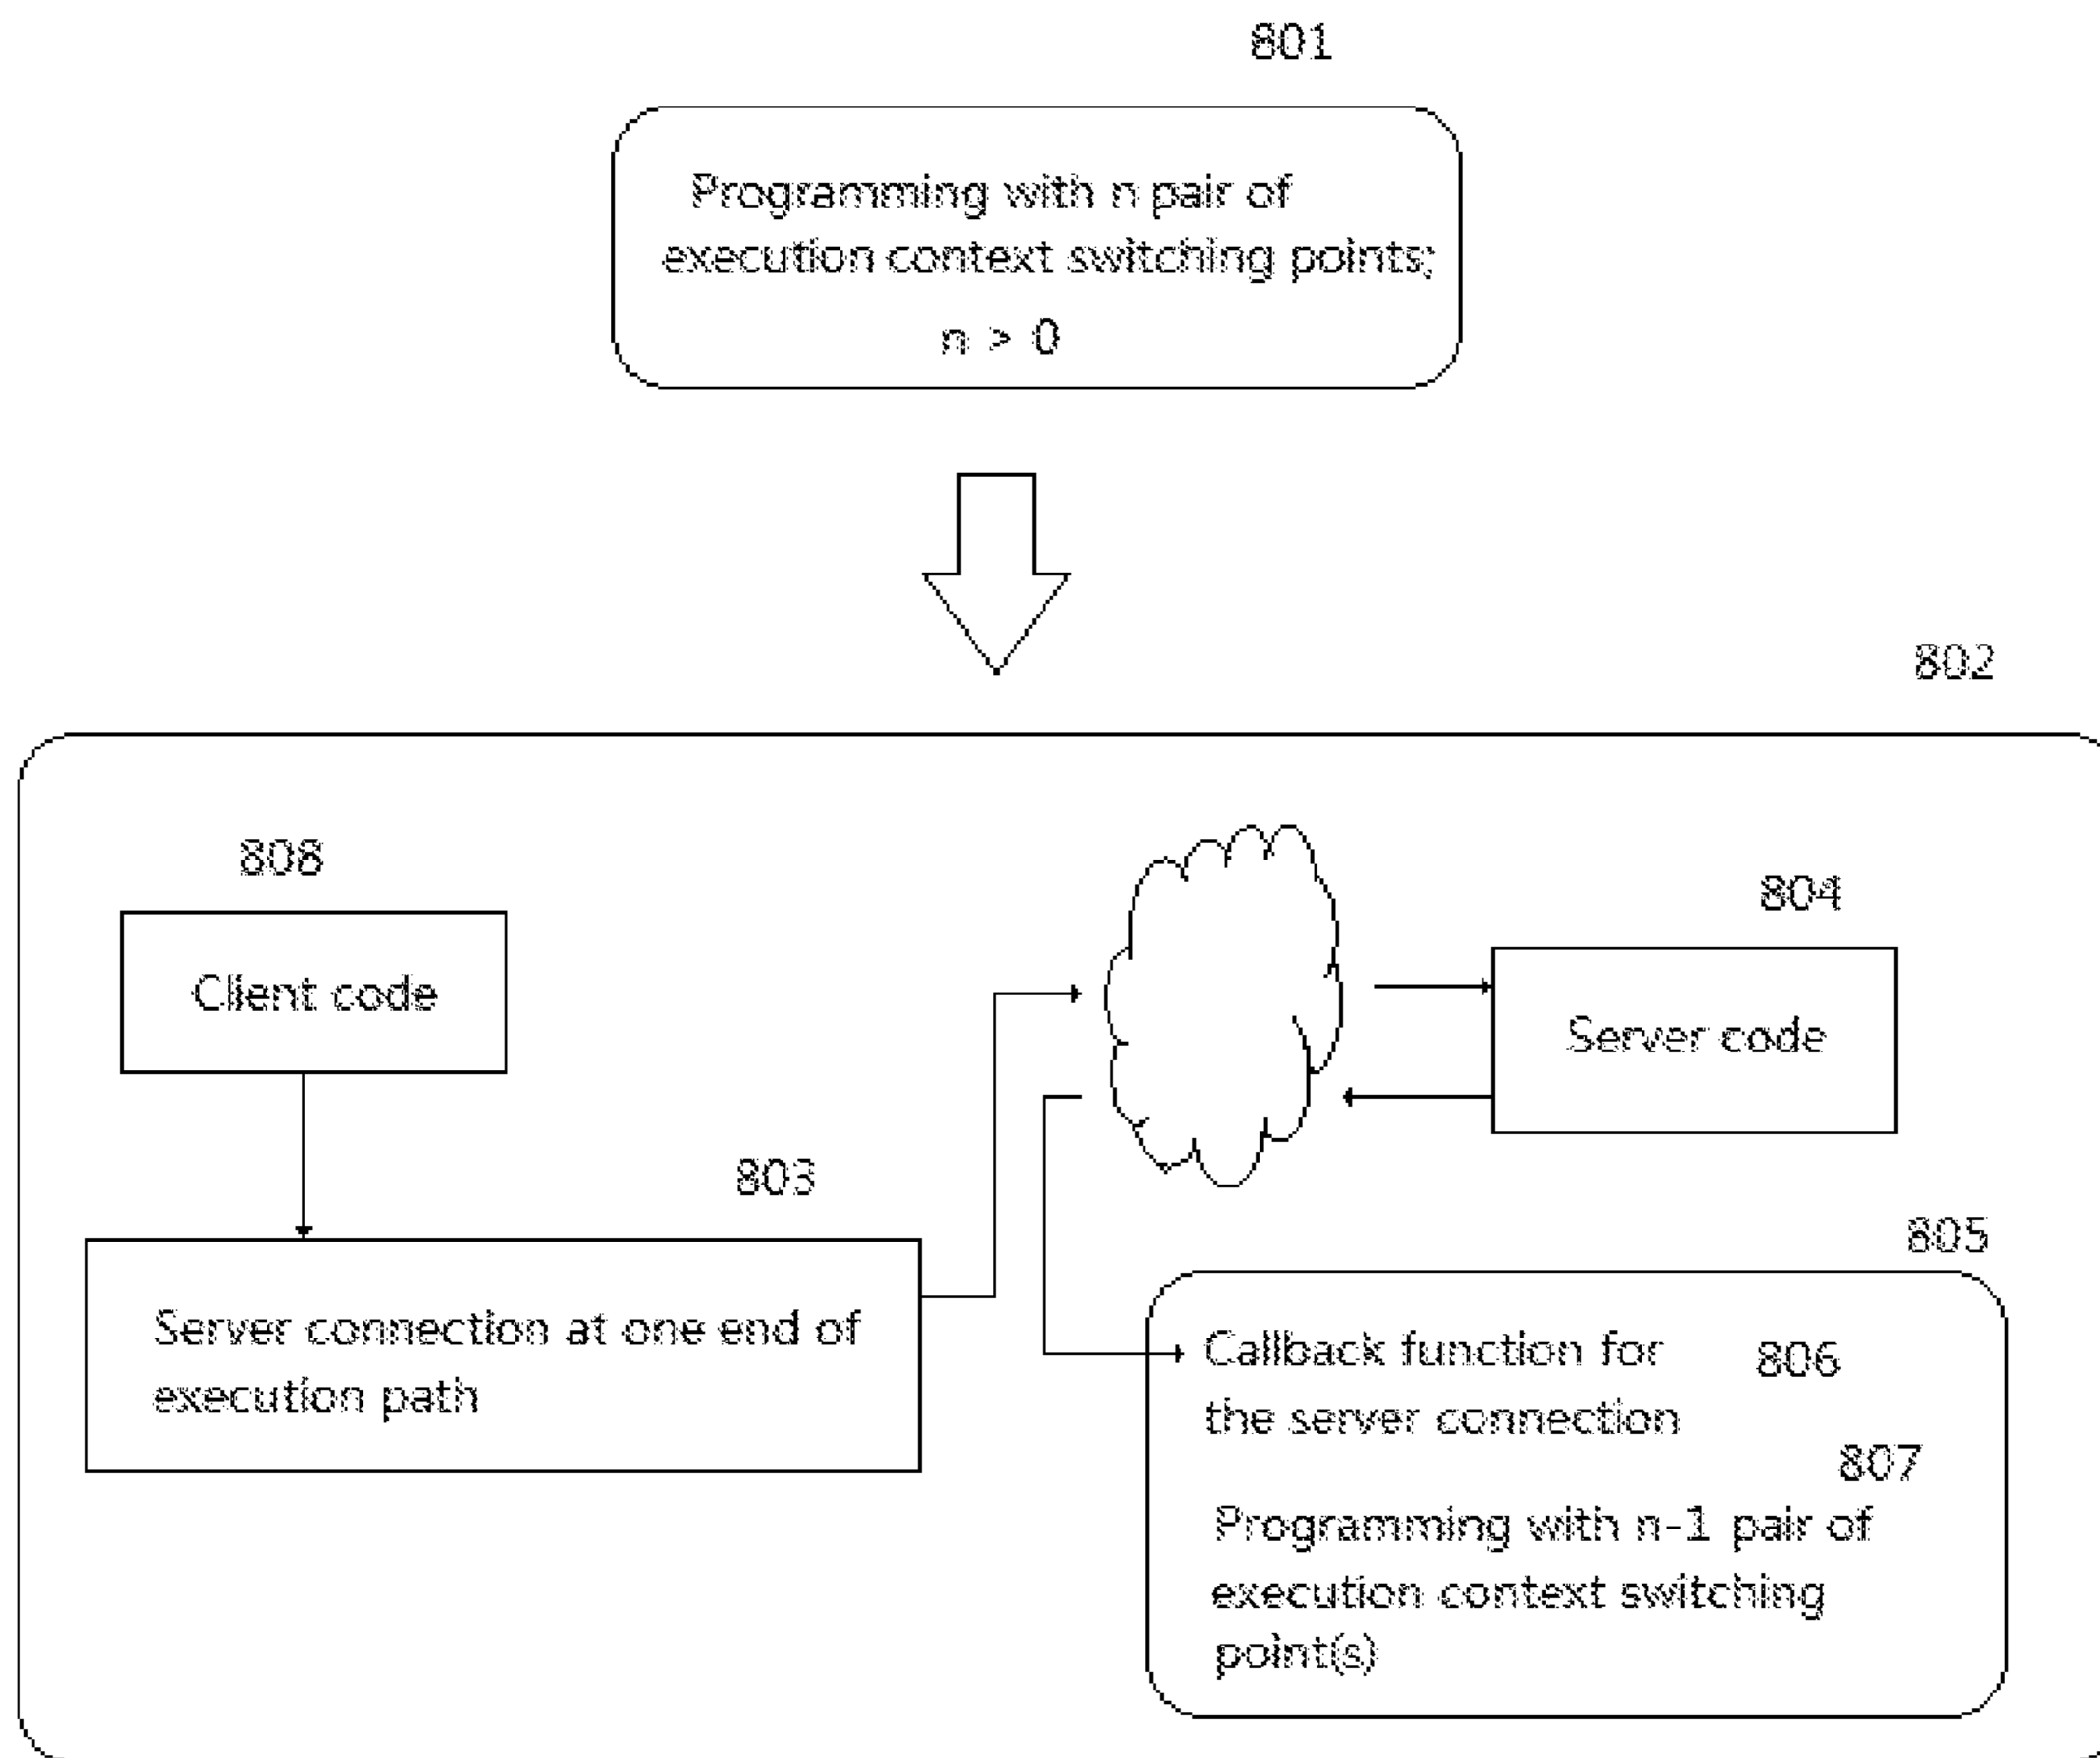 801
Programming with n pair of
execution context switching points;
n > 0
802
808
Client code
804
Server code
803
Server connection at one end of
execution path
805
Callback function for
the server connection
806
807
Programming with n-1 pair of
execution context switching
point(s)